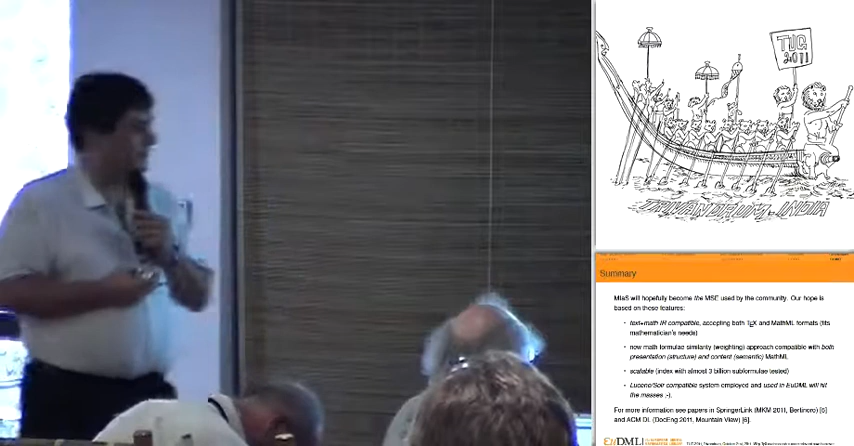 TUG
2011
TRIVANDRUM - INDIA
Summary
MIaS will hopefully become the MSE used by the community. Our hope is
based on these features:
• text+math IR compatible, accepting both TEX and MathML formats (fits
mathematician's needs)
• new math formulae similarity (weighting) approach compatible with both
presentation (structure) and content (semantic) MathML
• scalable (index with almost 3 billion subformulae tested)
• Lucene/Solr compatible system employed and used in EuDML will hit
the masses ;-).
For more information see papers in SpringerLink (MKM 2011, Bertinoro) [5]
and ACM DL (DocEng 2011, Mountain View) [6].
EuDML